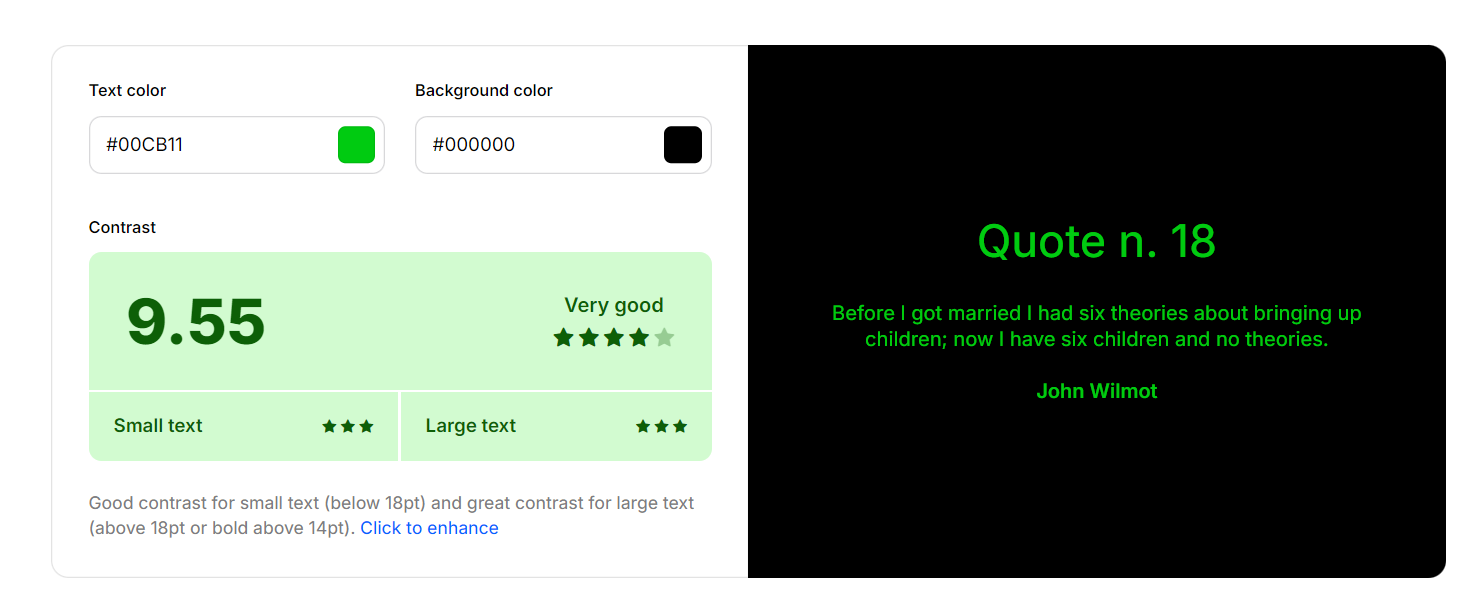 Text color
Background color
#00CB11
#000000
Contrast
9.55
Very good
Small text
Large text
Good contrast for small text (below 18pt) and great contrast for large text
(above 18pt or bold above 14pt). Click to enhance
Quote n. 18
Before I got married I had six theories about bringing up
children; now I have six children and no theories.
John Wilmot